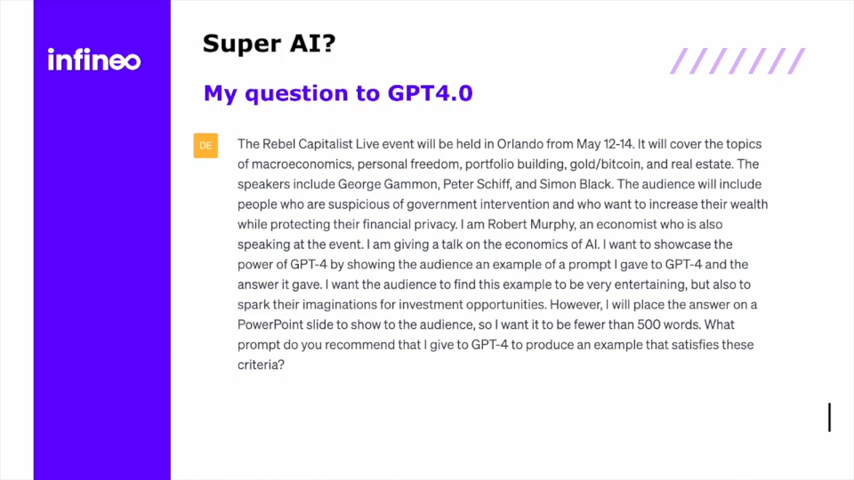 infineo
Super AI?
My question to GPT4.0
DE
The Rebel Capitalist Live event will be held in Orlando from May 12-14. It will cover the topics
of macroeconomics, personal freedom, portfolio building, gold/bitcoin, and real estate. The
speakers include George Gammon, Peter Schiff, and Simon Black. The audience will include
people who are suspicious of government intervention and who want to increase their wealth
while protecting their financial privacy. I am Robert Murphy, an economist who is also
speaking at the event. I am giving a talk on the economics of AI. I want to showcase the
power of GPT-4 by showing the audience an example of a prompt I gave to GPT-4 and the
answer it gave. I want the audience to find this example to be very entertaining, but also to
spark their imaginations for investment opportunities. However, I will place the answer on a
PowerPoint slide to show to the audience, so I want it to be fewer than 500 words. What
prompt do you recommend that I give to GPT-4 to produce an example that satisfies these
criteria?